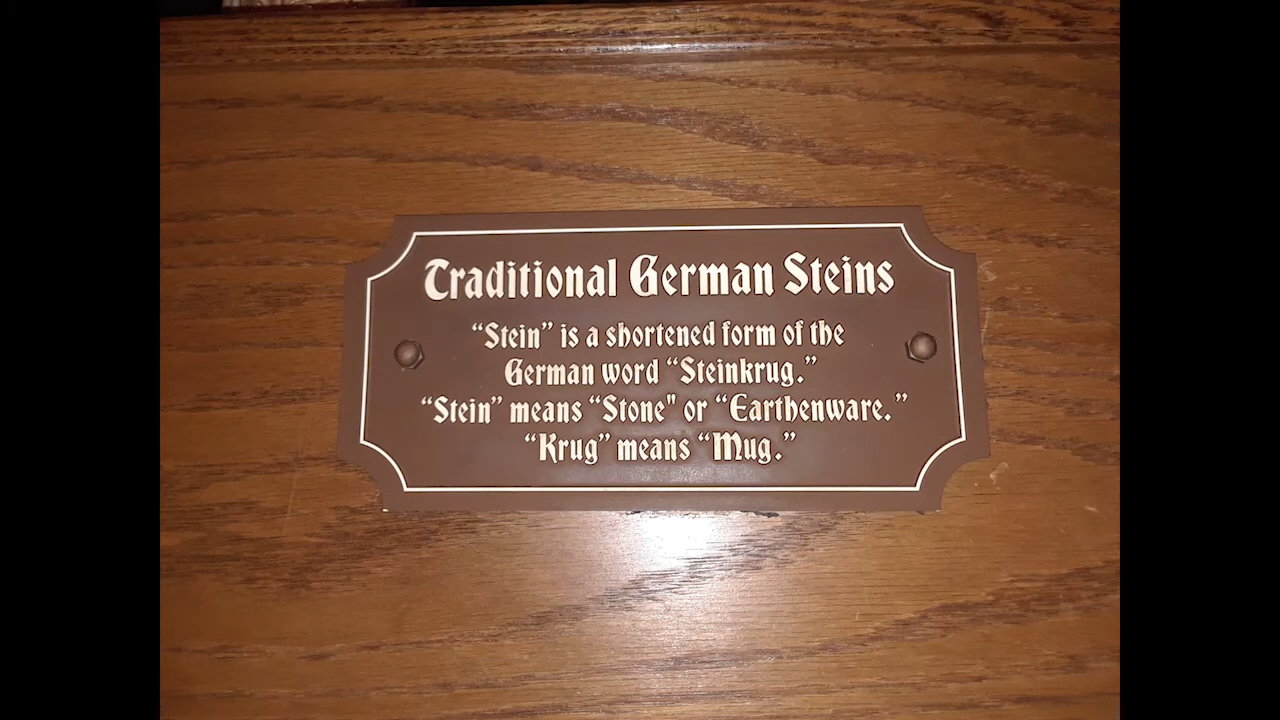 Traditional German Steins
“Stein” is a shortened form of the
German word “Steinkrug.”
“Stein” means “Stone" or “Earthenware.”
“Krug” means “Mug.”